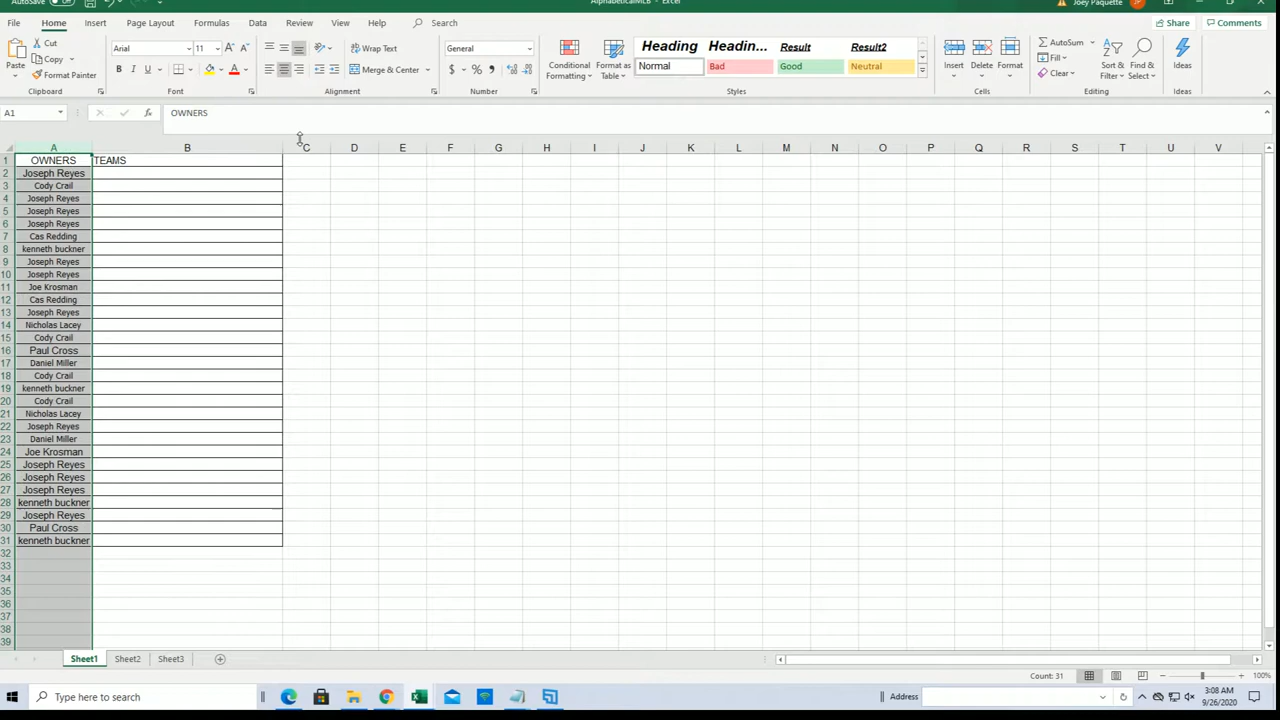 AutoSave AlphabeticalMLB - Excel Joey Paquette JP
File Home Insert Page Layout Formulas Data Review View Help Search Share Comments
Cut Arial 11 Wrap Text General Heading Headin... Result Result2 AutoSum
Copy Fill
Paste Format Painter B I U Merge & Center $ % Conditional Formatting Format as Table Normal Bad Good Neutral Insert Delete Format Clear Sort & Filter Find & Select Ideas
Clipboard Font Alignment Number Styles Cells Editing Ideas
A1 fx OWNERS
A B C D E F G H I J K L M N O P Q R S T U V
1 OWNERS TEAMS
2 Joseph Reyes
3 Cody Crail
4 Joseph Reyes
5 Joseph Reyes
6 Joseph Reyes
7 Cas Redding
8 kenneth buckner
9 Joseph Reyes
10 Joseph Reyes
11 Joe Krosman
12 Cas Redding
13 Joseph Reyes
14 Nicholas Lacey
15 Cody Crail
16 Paul Cross
17 Daniel Miller
18 Cody Crail
19 kenneth buckner
20 Cody Crail
21 Nicholas Lacey
22 Joseph Reyes
23 Daniel Miller
24 Joe Krosman
25 Joseph Reyes
26 Joseph Reyes
27 Joseph Reyes
28 kenneth buckner
29 Joseph Reyes
30 Paul Cross
31 kenneth buckner
32
33
34
35
36
37
38
39
Sheet1 Sheet2 Sheet3
Count: 31 100%
Type here to search Address 3:08 AM
9/26/2020